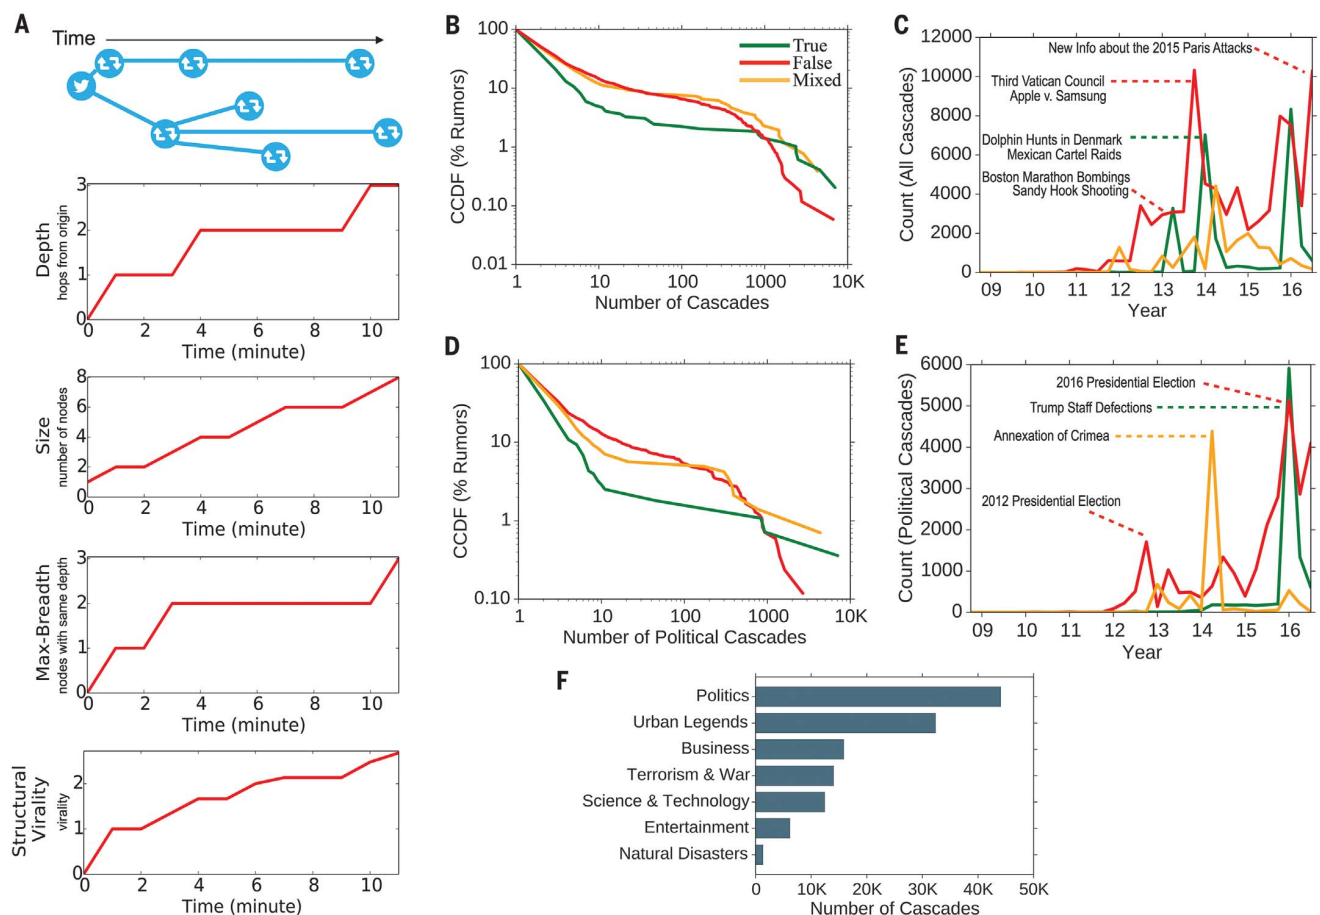 A
Time
3
2
1
0
Depth
hops from origin
0 2 4 6 8 10
Time (minute)
8
6
4
2
0
Size
number of nodes
0 2 4 6 8 10
Time (minute)
3
2
1
0
Max-Breadth
nodes with same depth
0 2 4 6 8 10
Time (minute)
2
1
0
Structural
Virality
virality
0 2 4 6 8 10
Time (minute)
B
100
10
1
0.10
0.01
CCDF (% Rumors)
True
False
Mixed
1 10 100 1000 10K
Number of Cascades
C
12000
10000
8000
6000
4000
2000
0
Count (All Cascades)
New Info about the 2015 Paris Attacks
Third Vatican Council
Apple v. Samsung
Dolphin Hunts in Denmark
Mexican Cartel Raids
Boston Marathon Bombings
Sandy Hook Shooting
09 10 11 12 13 14 15 16
Year
D
100
10
1
0.10
CCDF (% Rumors)
1 10 100 1000 10K
Number of Political Cascades
E
6000
5000
4000
3000
2000
1000
0
Count (Political Cascades)
2016 Presidential Election
Trump Staff Defections
Annexation of Crimea
2012 Presidential Election
09 10 11 12 13 14 15 16
Year
F
Politics
Urban Legends
Business
Terrorism & War
Science & Technology
Entertainment
Natural Disasters
0 10K 20K 30K 40K 50K
Number of Cascades